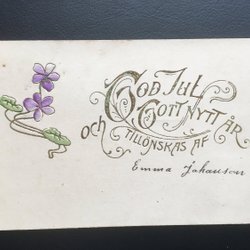 God Jul
och Gott Nytt År
tillönskas af
Emma Johanson